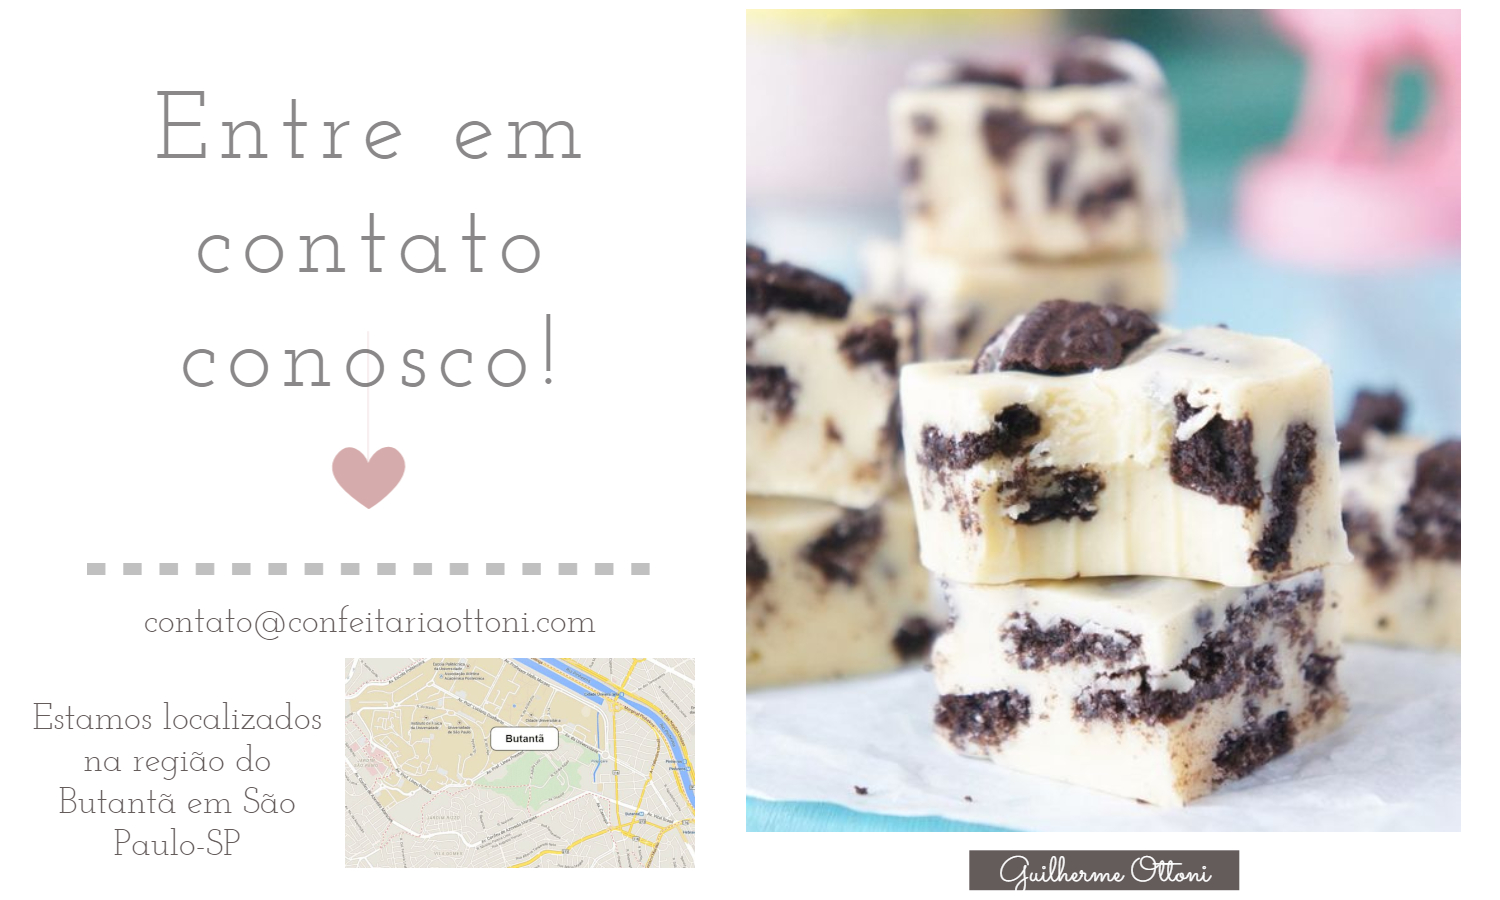 Entre em
contato
conosco!
contato@confeitariaottoni.com
Estamos localizados
na região do
Butantã em São
Paulo-SP
Butantã
Guilherme Ottoni